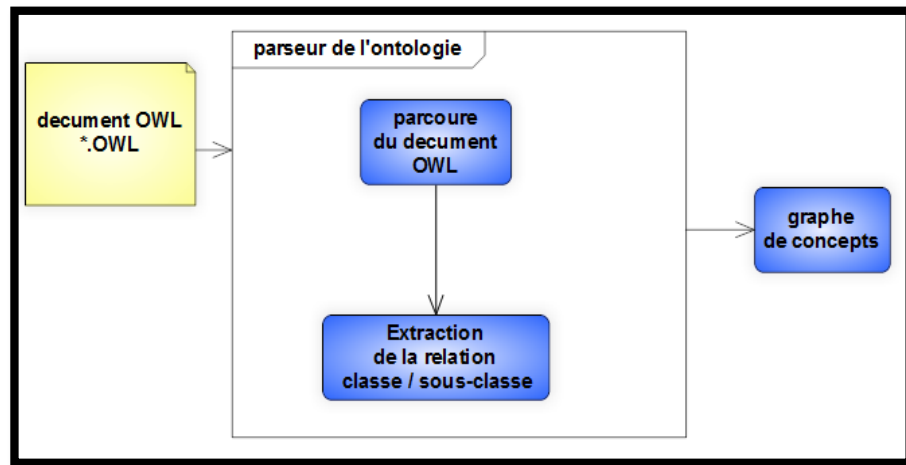 parseur de l'ontologie
decument OWL
*.OWL
parcoure
du decument
OWL
Extraction
de la relation
classe / sous-classe
graphe
de concepts